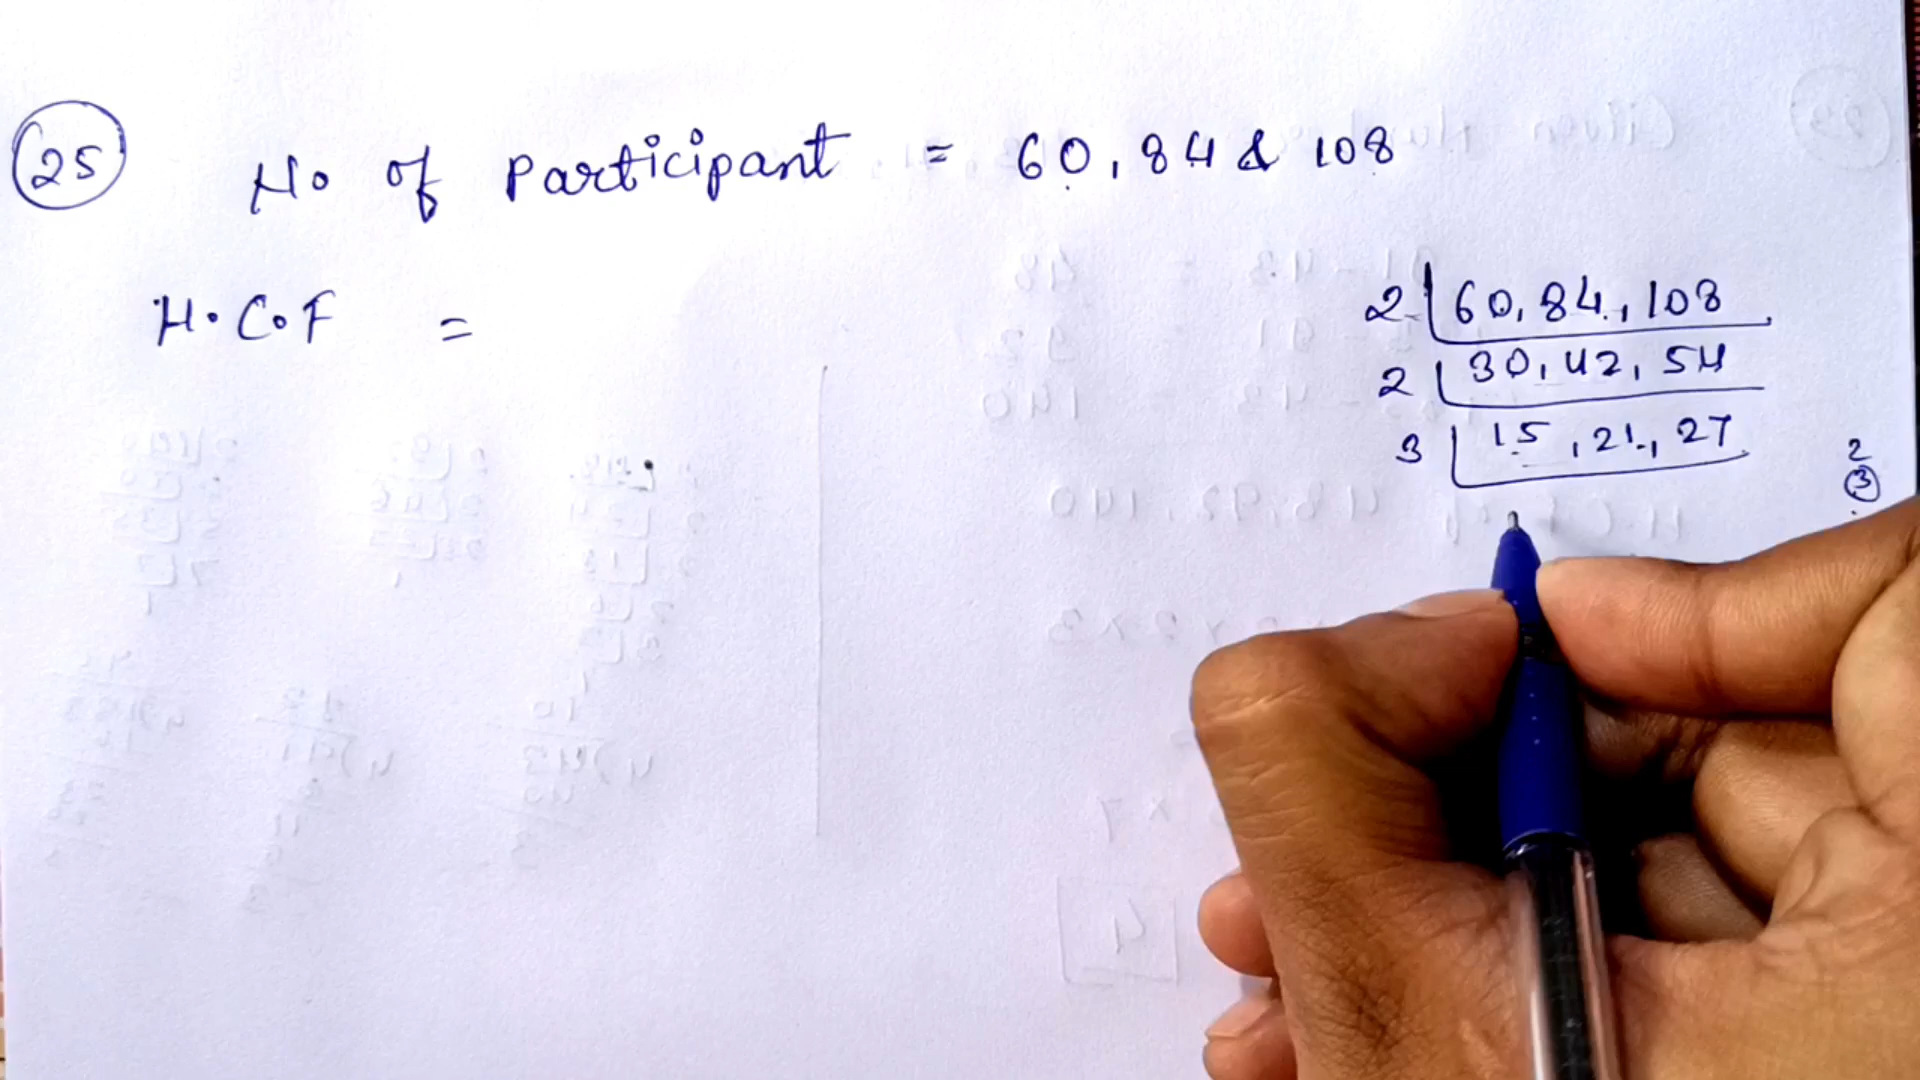 25 No of participant = 60, 84 & 108
H.C.F =
2 60, 84, 108
2 30, 42, 54
3 15, 21, 27
2
3